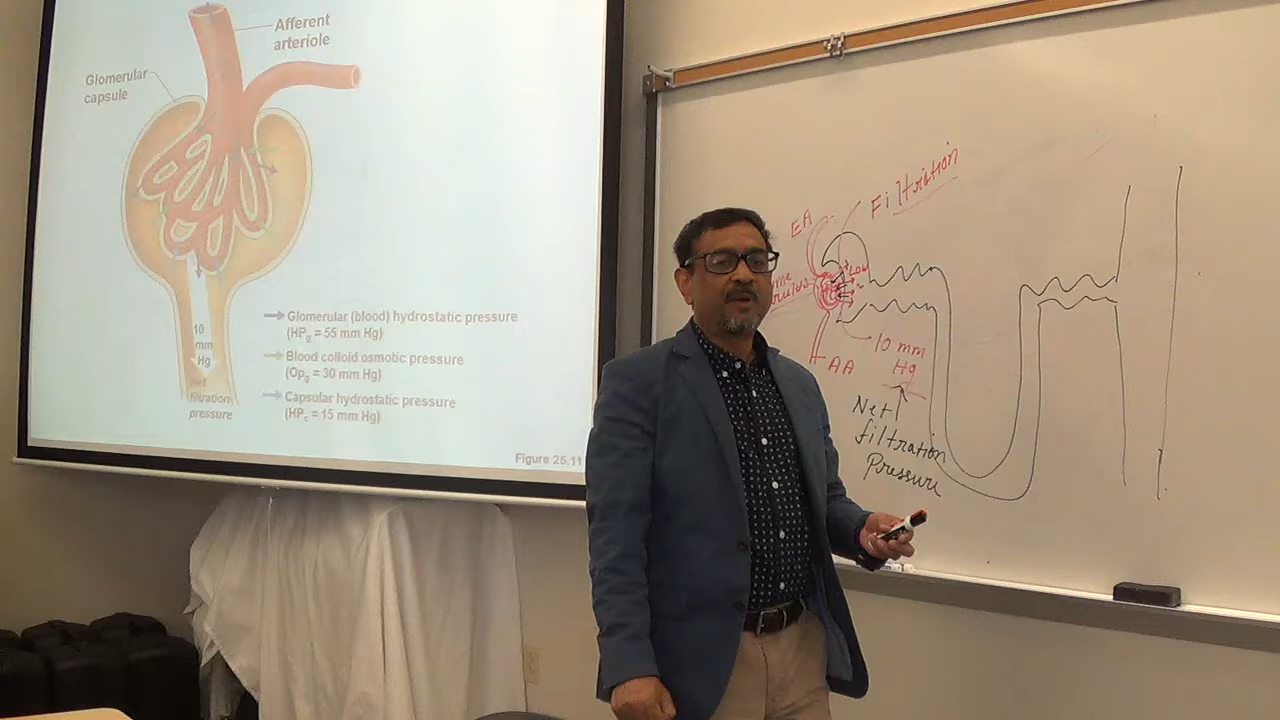 Afferent
arteriole
Glomerular
capsule
10
mm
Hg
Net
filtration
pressure
Glomerular (blood) hydrostatic pressure
(HPg = 55 mm Hg)
Blood colloid osmotic pressure
(Opg = 30 mm Hg)
Capsular hydrostatic pressure
(HPc = 15 mm Hg)
Figure 25.11
Filtration
EA
Low
AA
10 mm
Hg
Net
filtration
Pressure